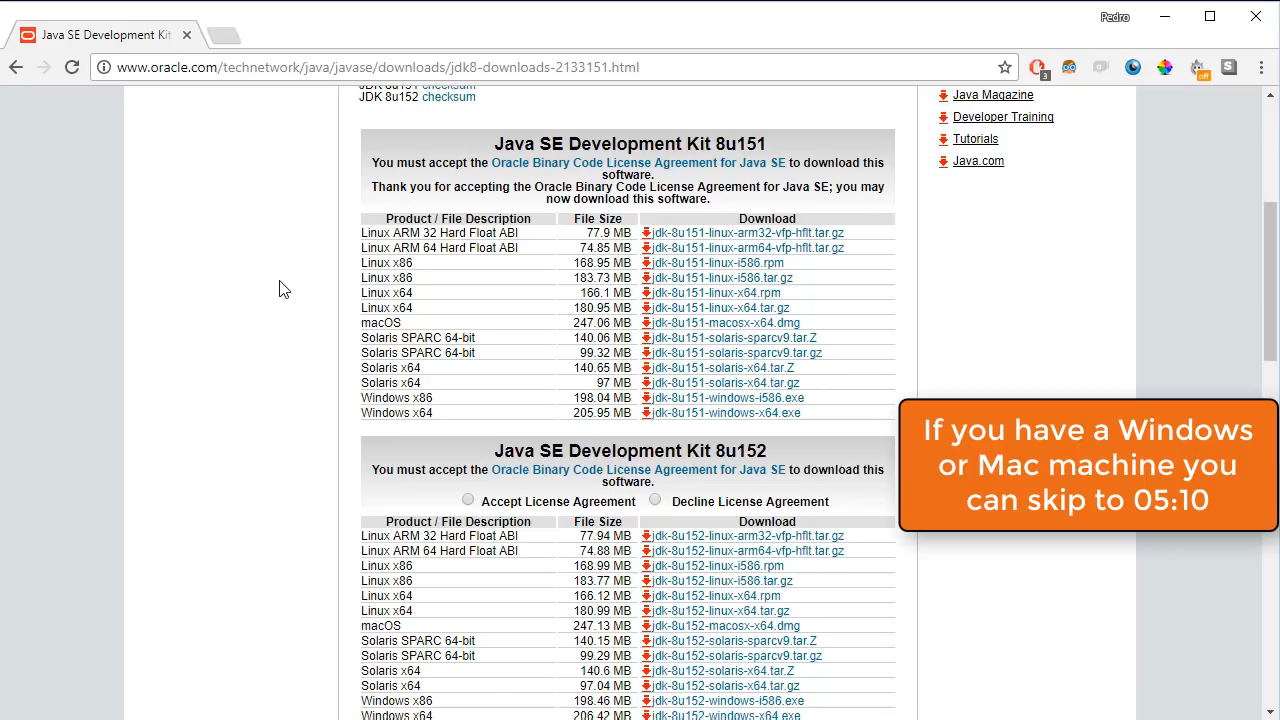 Pedro
Java SE Development Kit
www.oracle.com/technetwork/java/javase/downloads/jdk8-downloads-2133151.html
3
off
S
JDK 8u151 checksum
JDK 8u152 checksum
Java SE Development Kit 8u151
You must accept the Oracle Binary Code License Agreement for Java SE to download this
software.
Thank you for accepting the Oracle Binary Code License Agreement for Java SE; you may
now download this software.
Product / File Description File Size Download
Linux ARM 32 Hard Float ABI 77.9 MB jdk-8u151-linux-arm32-vfp-hflt.tar.gz
Linux ARM 64 Hard Float ABI 74.85 MB jdk-8u151-linux-arm64-vfp-hflt.tar.gz
Linux x86 168.95 MB jdk-8u151-linux-i586.rpm
Linux x86 183.73 MB jdk-8u151-linux-i586.tar.gz
Linux x64 166.1 MB jdk-8u151-linux-x64.rpm
Linux x64 180.95 MB jdk-8u151-linux-x64.tar.gz
macOS 247.06 MB jdk-8u151-macosx-x64.dmg
Solaris SPARC 64-bit 140.06 MB jdk-8u151-solaris-sparcv9.tar.Z
Solaris SPARC 64-bit 99.32 MB jdk-8u151-solaris-sparcv9.tar.gz
Solaris x64 140.65 MB jdk-8u151-solaris-x64.tar.Z
Solaris x64 97 MB jdk-8u151-solaris-x64.tar.gz
Windows x86 198.04 MB jdk-8u151-windows-i586.exe
Windows x64 205.95 MB jdk-8u151-windows-x64.exe
Java SE Development Kit 8u152
You must accept the Oracle Binary Code License Agreement for Java SE to download this
software.
Accept License Agreement Decline License Agreement
Product / File Description File Size Download
Linux ARM 32 Hard Float ABI 77.94 MB jdk-8u152-linux-arm32-vfp-hflt.tar.gz
Linux ARM 64 Hard Float ABI 74.88 MB jdk-8u152-linux-arm64-vfp-hflt.tar.gz
Linux x86 168.99 MB jdk-8u152-linux-i586.rpm
Linux x86 183.77 MB jdk-8u152-linux-i586.tar.gz
Linux x64 166.12 MB jdk-8u152-linux-x64.rpm
Linux x64 180.99 MB jdk-8u152-linux-x64.tar.gz
macOS 247.13 MB jdk-8u152-macosx-x64.dmg
Solaris SPARC 64-bit 140.15 MB jdk-8u152-solaris-sparcv9.tar.Z
Solaris SPARC 64-bit 99.29 MB jdk-8u152-solaris-sparcv9.tar.gz
Solaris x64 140.6 MB jdk-8u152-solaris-x64.tar.Z
Solaris x64 97.04 MB jdk-8u152-solaris-x64.tar.gz
Windows x86 198.46 MB jdk-8u152-windows-i586.exe
Windows x64 206.42 MB jdk-8u152-windows-x64.exe
Java Magazine
Developer Training
Tutorials
Java.com
If you have a Windows
or Mac machine you
can skip to 05:10